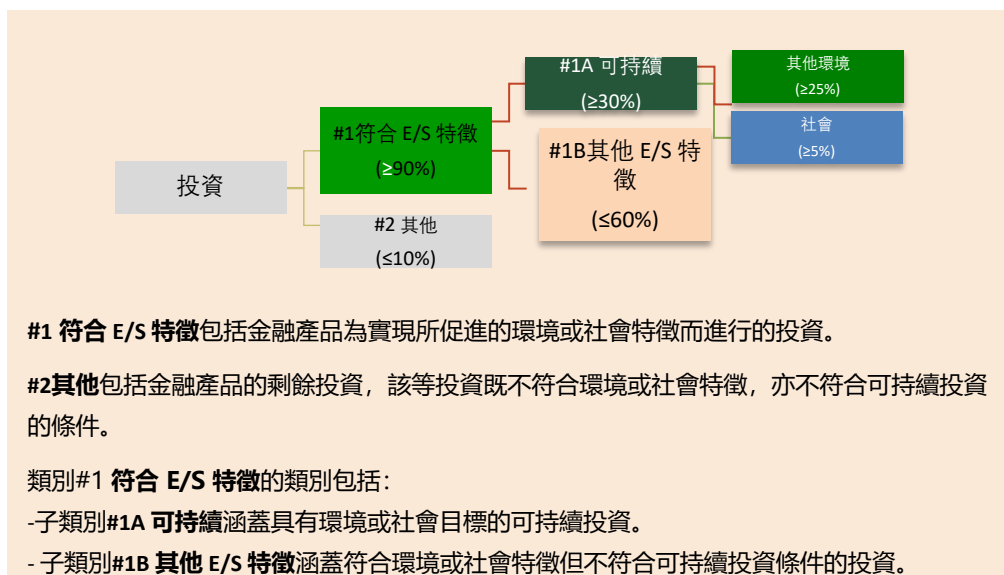 #1A 可持續
(≥30%)
其他環境
(≥25%)
社會
(≥5%)
#1符合 E/S 特徵
(≥90%)
#1B其他 E/S 特
徵
(≤60%)
投資
#2 其他
(≤10%)
#1 符合 E/S 特徵包括金融產品為實現所促進的環境或社會特徵而進行的投資。
#2其他包括金融產品的剩餘投資，該等投資既不符合環境或社會特徵，亦不符合可持續投資
的條件。
類別#1 符合 E/S 特徵的類別包括：
-子類別#1A 可持續涵蓋具有環境或社會目標的可持續投資。
- 子類別#1B 其他 E/S 特徵涵蓋符合環境或社會特徵但不符合可持續投資條件的投資。